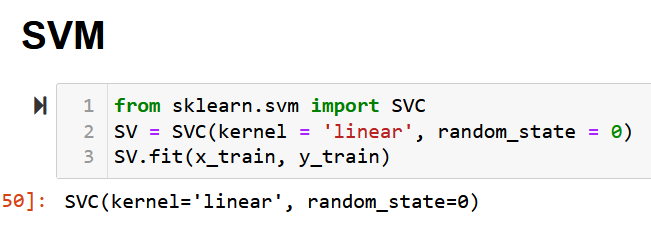 SVM
1 from sklearn.svm import SVC
2 SV = SVC(kernel = 'linear', random_state = 0)
3 SV.fit(x_train, y_train)
50]: SVC(kernel='linear', random_state=0)